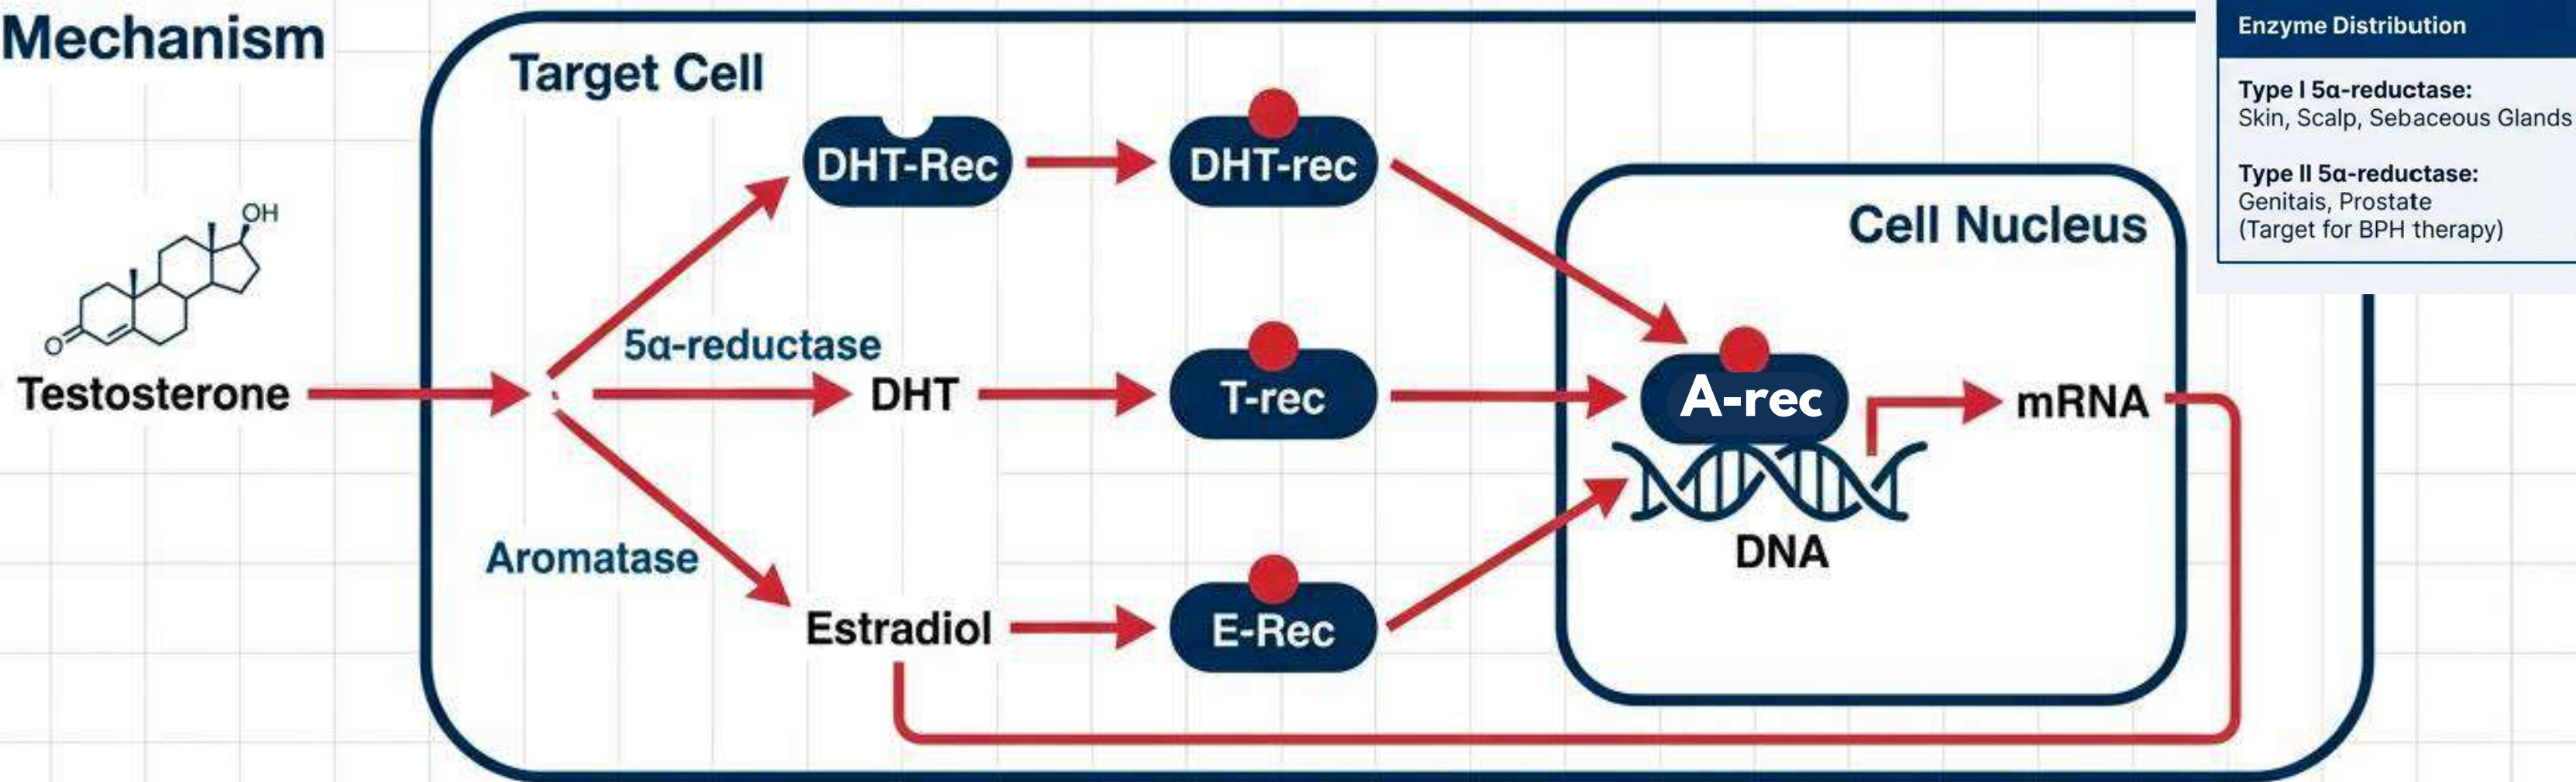 Mechanism
Target Cell
Enzyme Distribution
Type I 5α-reductase:
Skin, Scalp, Sebaceous Glands
Type II 5α-reductase:
Genitais, Prostate
(Target for BPH therapy)
DHT-Rec
DHT-rec
Cell Nucleus
OH
O
5α-reductase
Testosterone
DHT
T-rec
A-rec
mRNA
DNA
Aromatase
Estradiol
E-Rec